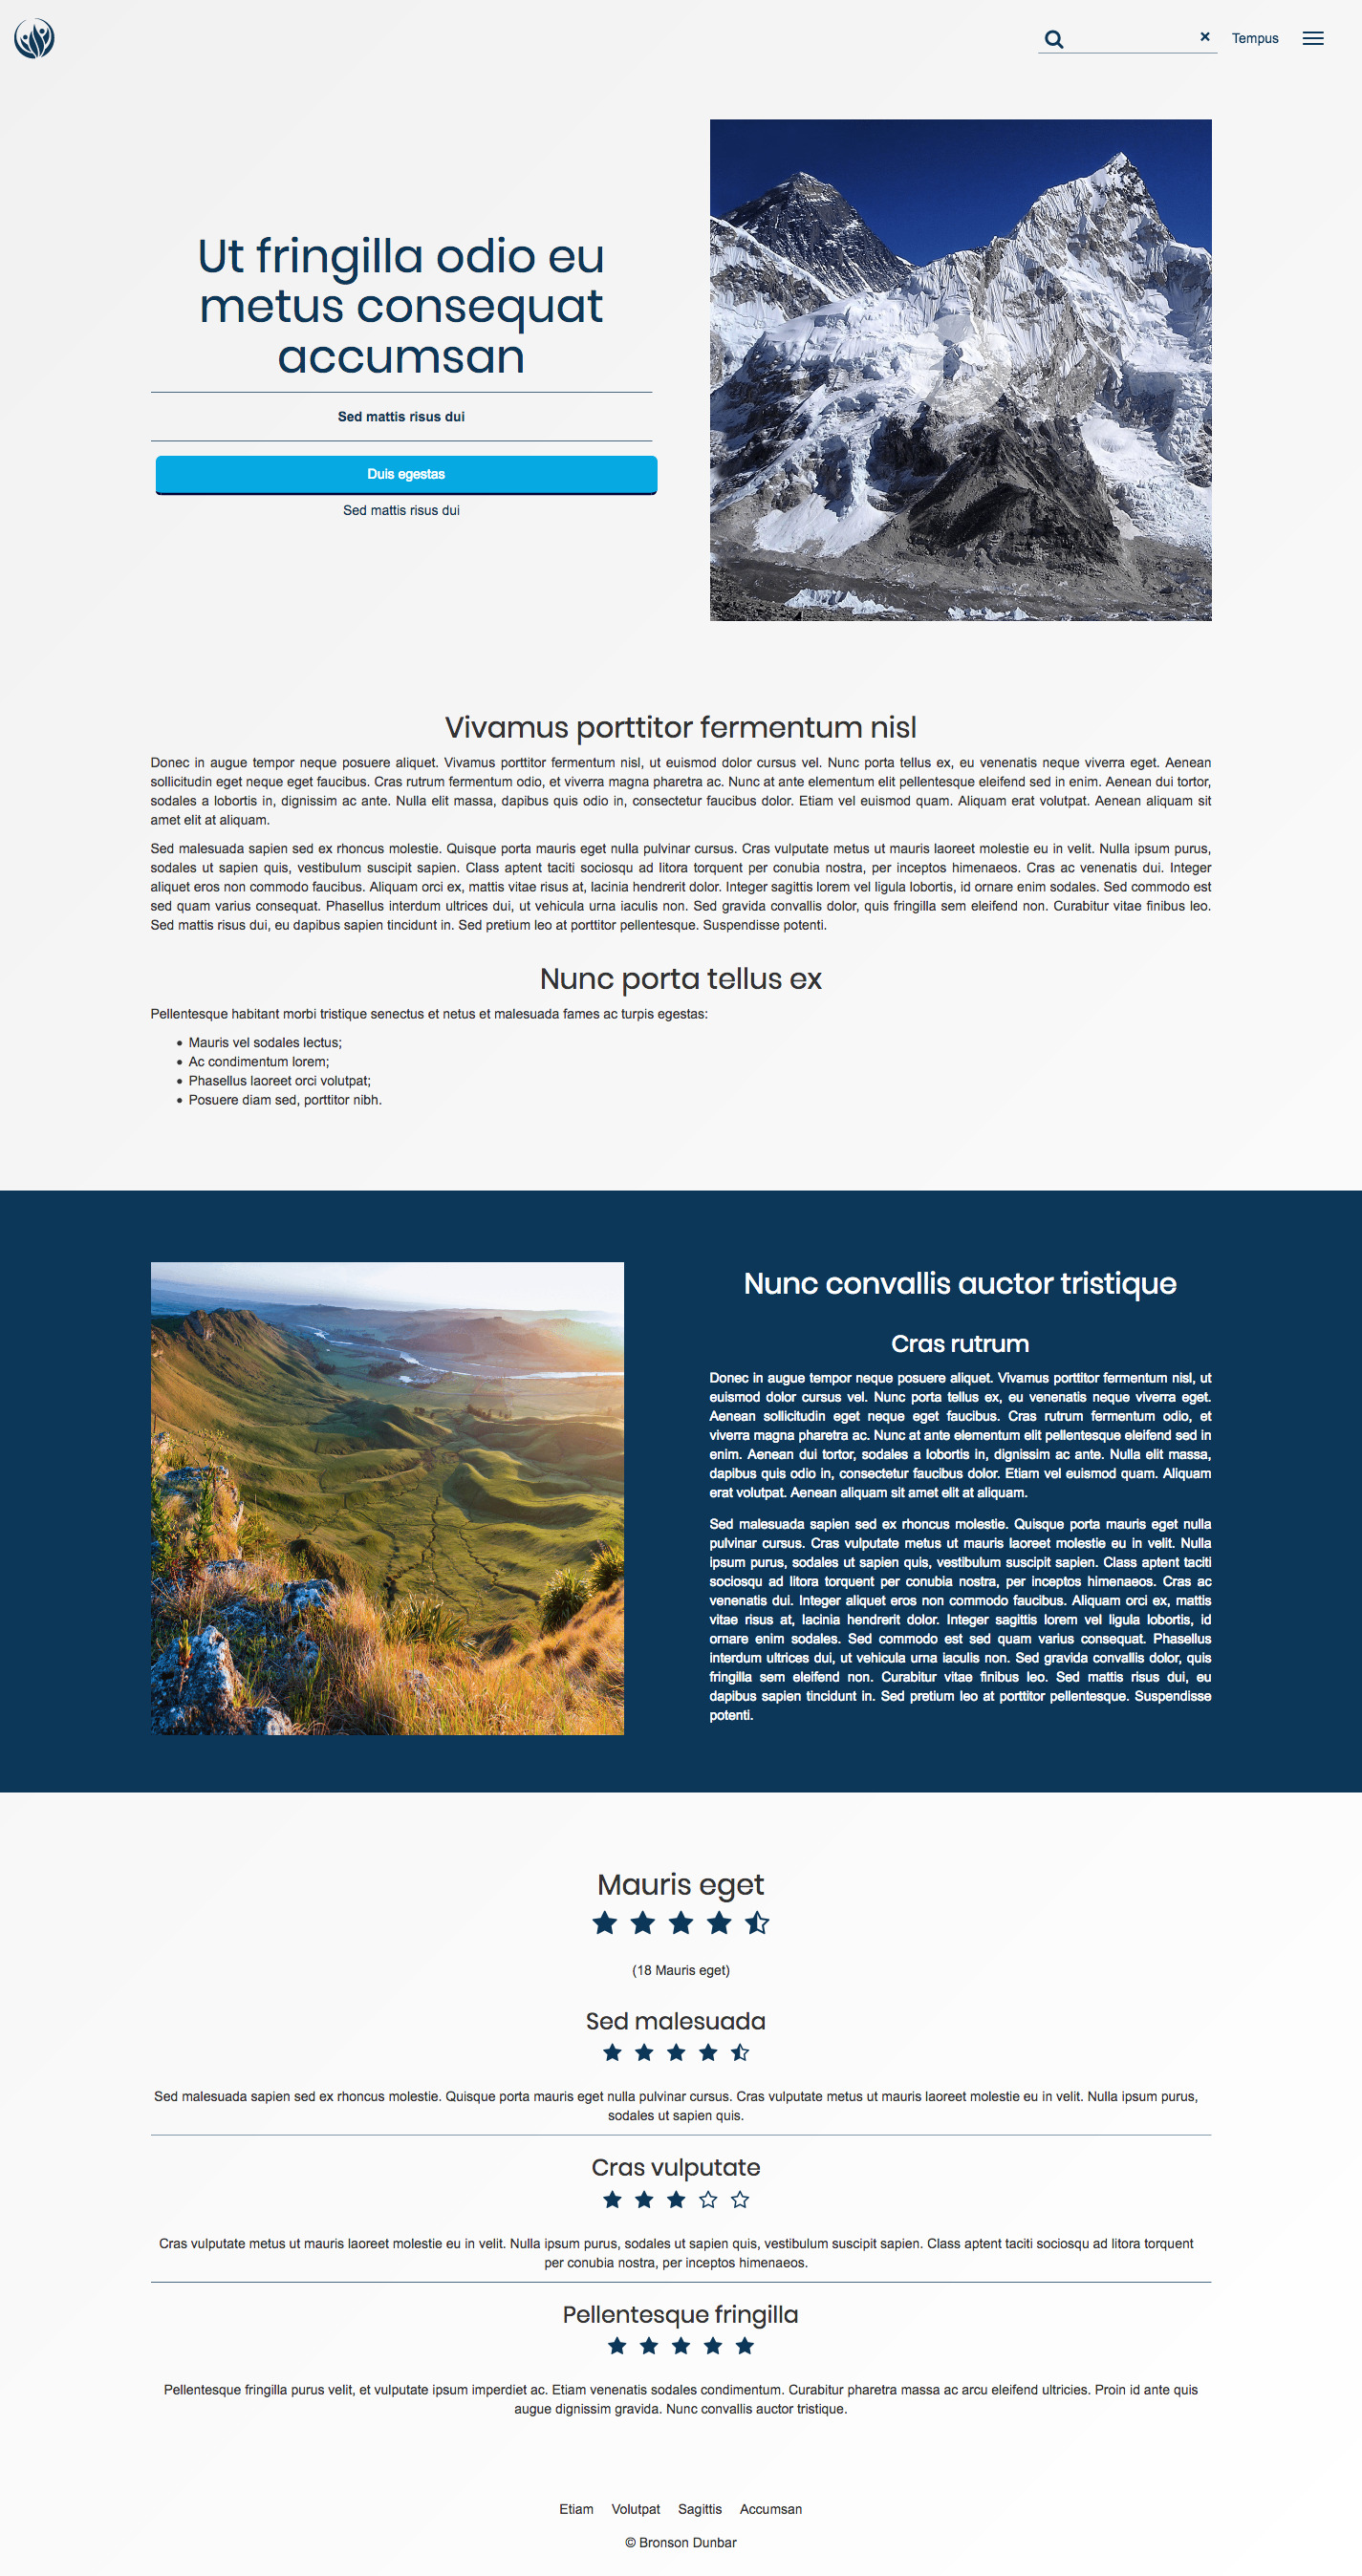 Tempus
Ut fringilla odio eu
metus consequat
accumsan
Sed mattis risus dui
Duis egestas
Sed mattis risus dui
Vivamus porttitor fermentum nisl
Donec in augue tempor neque posuere aliquet. Vivamus porttitor fermentum nisl, ut euismod dolor cursus vel. Nunc porta tellus ex, eu venenatis neque viverra eget. Aenean
sollicitudin eget neque eget faucibus. Cras rutrum fermentum odio, et viverra magna pharetra ac. Nunc at ante elementum elit pellentesque eleifend sed in enim. Aenean dui tortor,
sodales a lobortis in, dignissim ac ante. Nulla elit massa, dapibus quis odio in, consectetur faucibus dolor. Etiam vel euismod quam. Aliquam erat volutpat. Aenean aliquam sit
amet elit at aliquam.
Sed malesuada sapien sed ex rhoncus molestie. Quisque porta mauris eget nulla pulvinar cursus. Cras vulputate metus ut mauris laoreet molestie eu in velit. Nulla ipsum purus,
sodales ut sapien quis, vestibulum suscipit sapien. Class aptent taciti sociosqu ad litora torquent per conubia nostra, per inceptos himenaeos. Cras ac venenatis dui. Integer
aliquet eros non commodo faucibus. Aliquam orci ex, mattis vitae risus at, lacinia hendrerit dolor. Integer sagittis lorem vel ligula lobortis, id ornare enim sodales. Sed commodo est
sed quam varius consequat. Phasellus interdum ultrices dui, ut vehicula urna iaculis non. Sed gravida convallis dolor, quis fringilla sem eleifend non. Curabitur vitae finibus leo.
Sed mattis risus dui, eu dapibus sapien tincidunt in. Sed pretium leo at porttitor pellentesque. Suspendisse potenti.
Nunc porta tellus ex
Pellentesque habitant morbi tristique senectus et netus et malesuada fames ac turpis egestas:
• Mauris vel sodales lectus;
• Ac condimentum lorem;
• Phasellus laoreet orci volutpat;
• Posuere diam sed, porttitor nibh.
Nunc convallis auctor tristique
Cras rutrum
Donec in augue tempor neque posuere aliquet. Vivamus porttitor fermentum nisl, ut
euismod dolor cursus vel. Nunc porta tellus ex, eu venenatis neque viverra eget.
Aenean sollicitudin eget neque eget faucibus. Cras rutrum fermentum odio, et
viverra magna pharetra ac. Nunc at ante elementum elit pellentesque eleifend sed in
enim. Aenean dui tortor, sodales a lobortis in, dignissim ac ante. Nulla elit massa,
dapibus quis odio in, consectetur faucibus dolor. Etiam vel euismod quam. Aliquam
erat volutpat. Aenean aliquam sit amet elit at aliquam.
Sed malesuada sapien sed ex rhoncus molestie. Quisque porta mauris eget nulla
pulvinar cursus. Cras vulputate metus ut mauris laoreet molestie eu in velit. Nulla
ipsum purus, sodales ut sapien quis, vestibulum suscipit sapien. Class aptent taciti
sociosqu ad litora torquent per conubia nostra, per inceptos himenaeos. Cras ac
venenatis dui. Integer aliquet eros non commodo faucibus. Aliquam orci ex, mattis
vitae risus at, lacinia hendrerit dolor. Integer sagittis lorem vel ligula lobortis, id
ornare enim sodales. Sed commodo est sed quam varius consequat. Phasellus
interdum ultrices dui, ut vehicula urna iaculis non. Sed gravida convallis dolor, quis
fringilla sem eleifend non. Curabitur vitae finibus leo. Sed mattis risus dui, eu
dapibus sapien tincidunt in. Sed pretium leo at porttitor pellentesque. Suspendisse
potenti.
Mauris eget
(18 Mauris eget)
Sed malesuada
Sed malesuada sapien sed ex rhoncus molestie. Quisque porta mauris eget nulla pulvinar cursus. Cras vulputate metus ut mauris laoreet molestie eu in velit. Nulla ipsum purus,
sodales ut sapien quis.
Cras vulputate
Cras vulputate metus ut mauris laoreet molestie eu in velit. Nulla ipsum purus, sodales ut sapien quis, vestibulum suscipit sapien. Class aptent taciti sociosqu ad litora torquent
per conubia nostra, per inceptos himenaeos.
Pellentesque fringilla
Pellentesque fringilla purus velit, et vulputate ipsum imperdiet ac. Etiam venenatis sodales condimentum. Curabitur pharetra massa ac arcu eleifend ultricies. Proin id ante quis
augue dignissim gravida. Nunc convallis auctor tristique.
Etiam Volutpat Sagittis Accumsan
© Bronson Dunbar